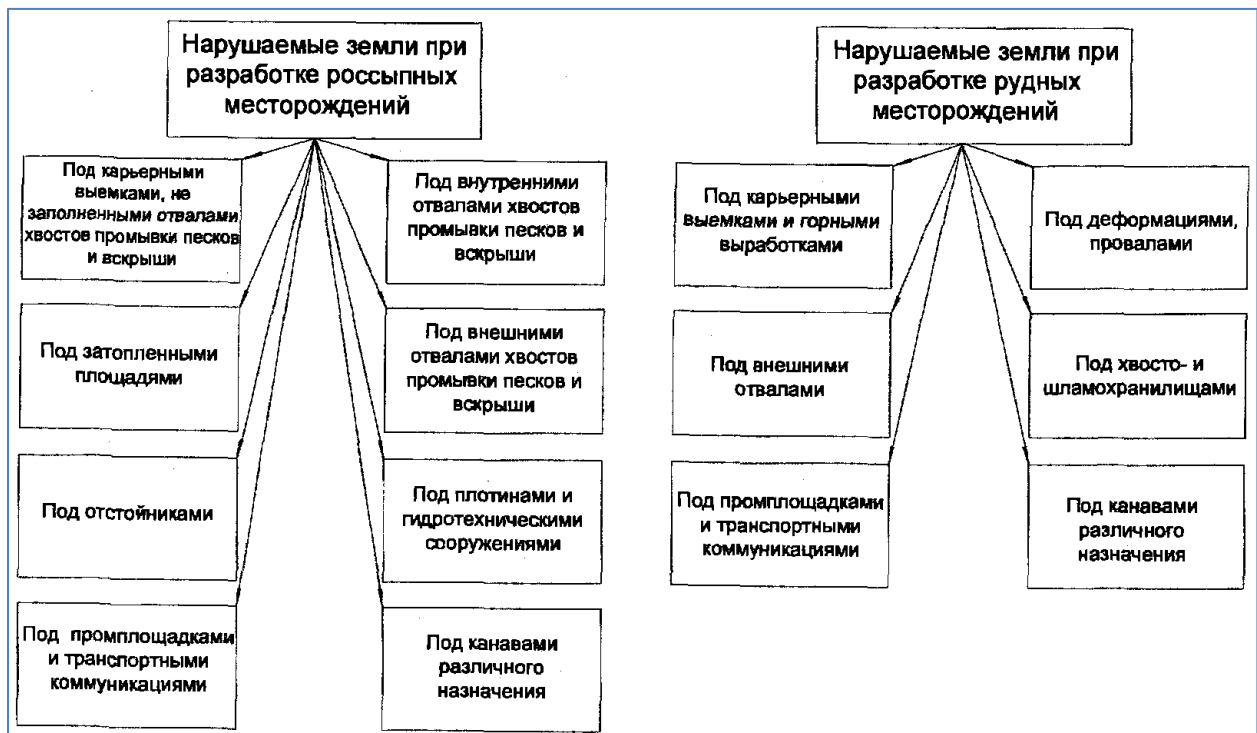 Нарушаемые земли при
разработке россыпных
месторождений
Под карьерными
выемками, не
заполненными отвалами
хвостов промывки песков
и вскрыши
Под внутренними
отвалами хвостов
промывки песков и
вскрыши
Под затопленными
площадями
Под внешними
отвалами хвостов
промывки песков и
вскрыши
Под отстойниками
Под плотинами и
гидротехническими
сооружениями
Под промплощадками
и транспортными
коммуникациями
Под канавами
различного
назначения
Нарушаемые земли при
разработке рудных
месторождений
Под карьерными
выемками и горными
выработками
Под деформациями,
провалами
Под внешними
отвалами
Под хвосто- и
шламохранилищами
Под промплощадками
и транспортными
коммуникациями
Под канавами
различного
назначения